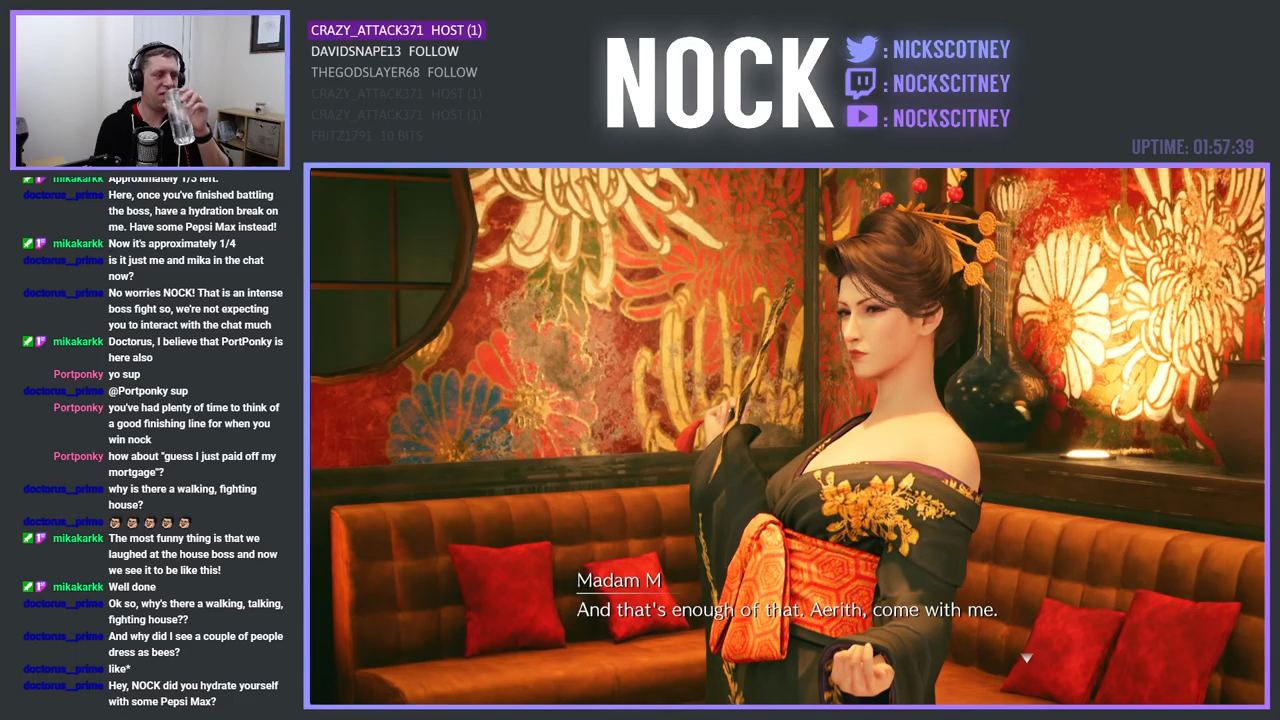 CRAZY_ATTACK371 HOST (1)
DAVIDSNAPE13 FOLLOW
THEGODSLAYER68 FOLLOW
CRAZY_ATTACK371 HOST (1)
CRAZY_ATTACK371 HOST (1)
FRITZ1791 10 BITS
NOCK
: NICKSCOTNEY
: NOCKSCITNEY
: NOCKSCITNEY
UPTIME: 01:57:39
mikakarkk Approximately 1/3 left.
doctorus__prime Here, once you've finished battling
the boss, have a hydration break on
me. Have some Pepsi Max instead!
mikakarkk Now it's approximately 1/4
doctorus__prime is it just me and mika in the chat
now?
doctorus__prime No worries NOCK! That is an intense
boss fight so, we're not expecting
you to interact with the chat much
mikakarkk Doctorus, I believe that PortPonky is
here also
Portponky yo sup
doctorus__prime @Portponky sup
Portponky you've had plenty of time to think of
a good finishing line for when you
win nock
Portponky how about "guess I just paid off my
mortgage"?
doctorus__prime why is there a walking, fighting
house?
doctorus__prime
mikakarkk The most funny thing is that we
laughed at the house boss and now
we see it to be like this!
mikakarkk Well done
doctorus__prime Ok so, why's there a walking, talking,
fighting house??
doctorus__prime And why did I see a couple of people
dress as bees?
doctorus__prime like*
doctorus__prime Hey, NOCK did you hydrate yourself
with some Pepsi Max?
Madam M
And that's enough of that. Aerith, come with me.